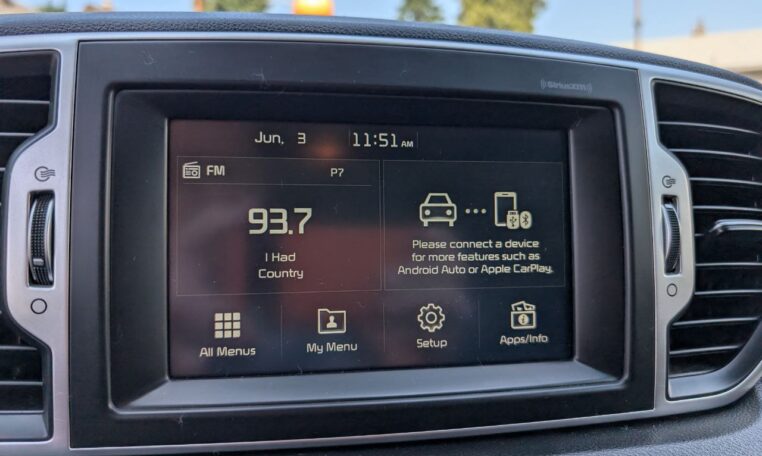 ((SiriusXM))
Jun, 3 11:51 AM
FM P7
93.7
I Had
Country
Please connect a device
for more features such as
Android Auto or Apple CarPlay.
All Menus My Menu Setup Apps/Info